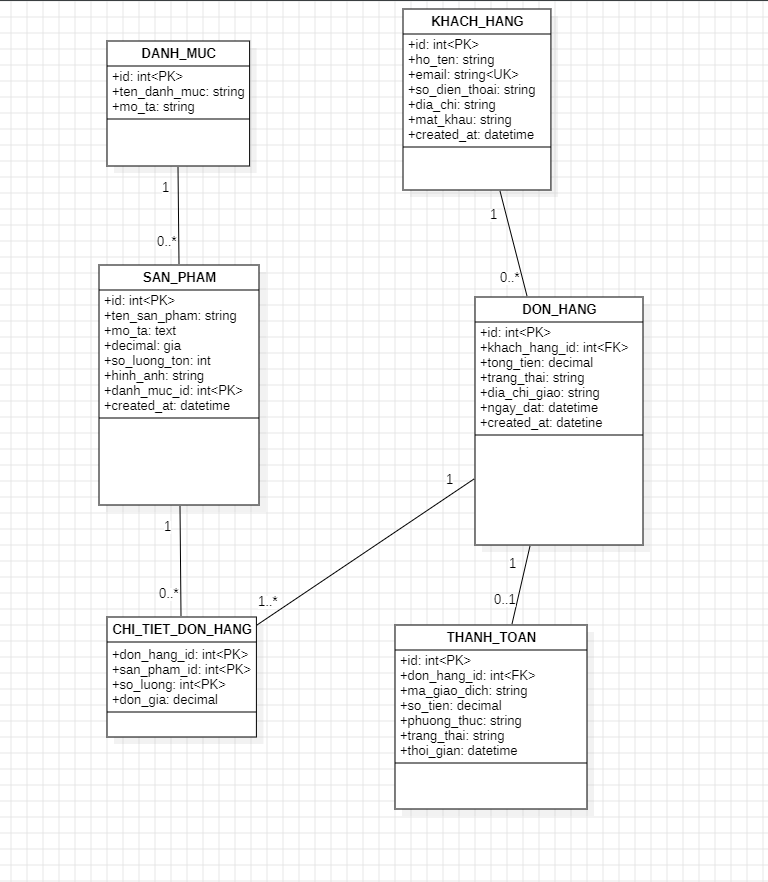 DANH_MUC
+id: int<PK>
+ten_danh_muc: string
+mo_ta: string
KHACH_HANG
+id: int<PK>
+ho_ten: string
+email: string<UK>
+so_dien_thoai: string
+dia_chi: string
+mat_khau: string
+created_at: datetime
1
0..*
1
0..*
SAN_PHAM
+id: int<PK>
+ten_san_pham: string
+mo_ta: text
+decimal: gia
+so_luong_ton: int
+hinh_anh: string
+danh_muc_id: int<PK>
+created_at: datetime
DON_HANG
+id: int<PK>
+khach_hang_id: int<FK>
+tong_tien: decimal
+trang_thai: string
+dia_chi_giao: string
+ngay_dat: datetime
+created_at: datetine
1
0..*
1
1..*
1
0..1
CHI_TIET_DON_HANG
+don_hang_id: int<PK>
+san_pham_id: int<PK>
+so_luong: int<PK>
+don_gia: decimal
THANH_TOAN
+id: int<PK>
+don_hang_id: int<FK>
+ma_giao_dich: string
+so_tien: decimal
+phuong_thuc: string
+trang_thai: string
+thoi_gian: datetime